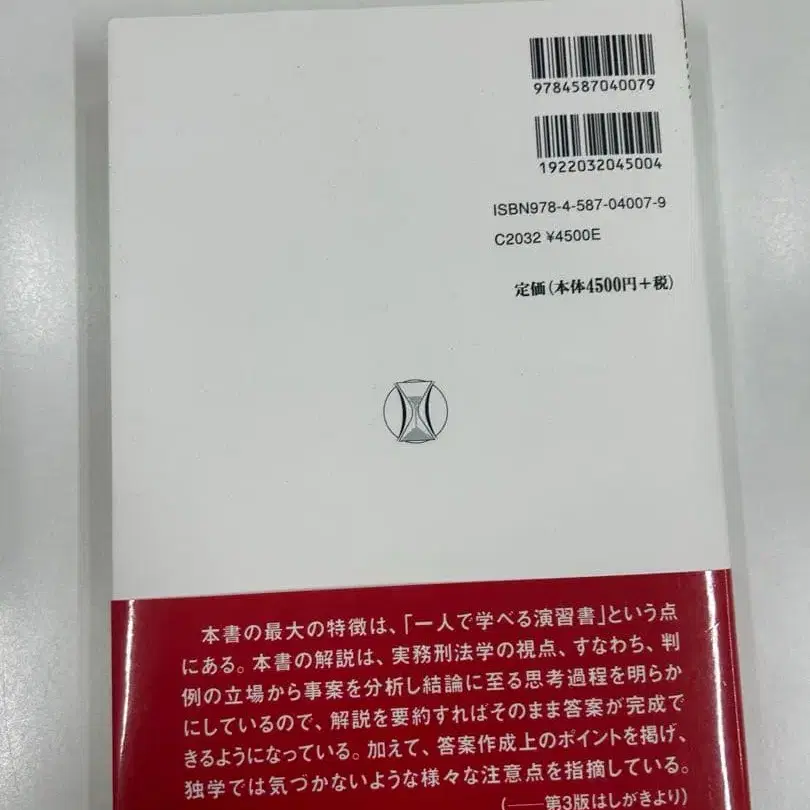 9784587040079
1922032045004
ISBN978-4-587-04007-9
C2032 ¥4500E
定価(本体4500円+税)
本書の最大の特徴は、「一人で学べる演習書」という点
にある。本書の解説は、実務刑法学の視点、すなわち、判
例の立場から事案を分析し結論に至る思考過程を明らか
にしているので、解説を要約すればそのまま答案が完成で
きるようになっている。加えて、答案作成上のポイントを掲げ、
独学では気づかないような様々な注意点を指摘している。
(――第3版はしがきより)